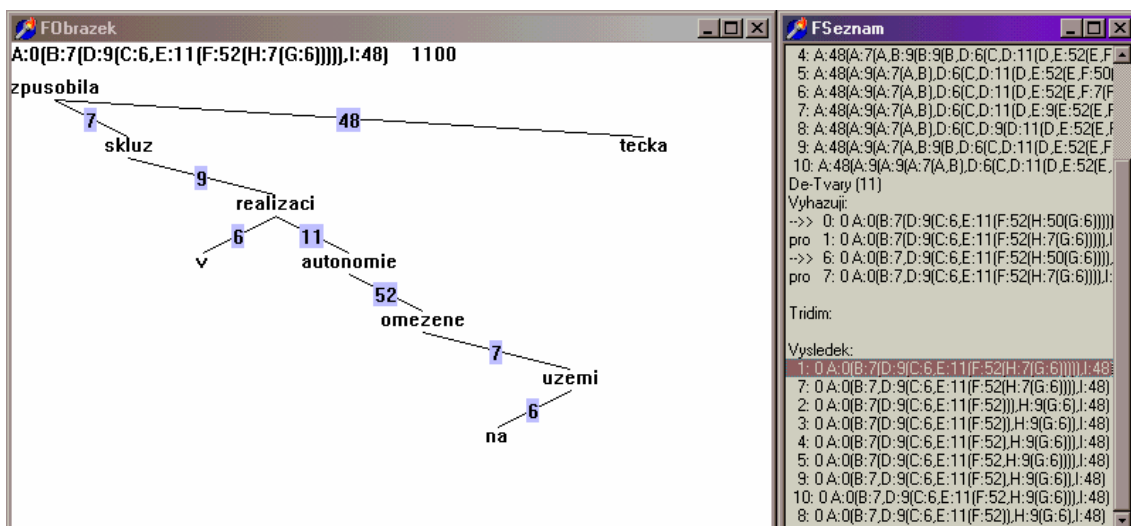 FObrazek
A:0(B:7(D:9(C:6,E:11(F:52(H:7(G:6))))),I:48) 1100
zpusobila
7
48
skluz
tecka
9
realizaci
6
11
v
autonomie
52
omezene
7
uzemi
6
na
FSeznam
4: A:48(A:7(A,B:9(B:9(B,D:6(C,D:11(D,E:52(E,F
5: A:48(A:9(A:7(A,B),D:6(C,D:11(D,E:52(E,F:50(
6: A:48(A:9(A:7(A,B),D:6(C,D:11(D,E:52(E,F:7(F
7: A:48(A:9(A:7(A,B),D:6(C,D:11(D,E:9(E:52(E,F
8: A:48(A:9(A:7(A,B),D:6(C,D:9(D:11(D,E:52(E,F
9: A:48(A:7(A,B:9(B,D:6(C,D:11(D,E:52(E,F
10: A:48(A:9(A:9(A:7(A,B),D:6(C,D:11(D,E:52(E,
De-Tvary (11)
Vyhazuji:
-->> 0: 0 A:0(B:7(D:9(C:6,E:11(F:52(H:50(G:6)))))
pro 1: 0 A:0(B:7(D:9(C:6,E:11(F:52(H:7(G:6))))),I:
-->> 6: 0 A:0(B:7,D:9(C:6,E:11(F:52(H:50(G:6)))),
pro 7: 0 A:0(B:7,D:9(C:6,E:11(F:52(H:7(G:6)))),I:
Tridim:
Vysledek:
1: 0 A:0(B:7(D:9(C:6,E:11(F:52(H:7(G:6))))),I:48)
7: 0 A:0(B:7,D:9(C:6,E:11(F:52(H:7(G:6)))),I:48)
2: 0 A:0(B:7(D:9(C:6,E:11(F:52))),H:9(G:6),I:48)
3: 0 A:0(B:7(D:9(C:6,E:11(F:52)),H:9(G:6)),I:48)
4: 0 A:0(B:7(D:9(C:6,E:11(F:52),H:9(G:6))),I:48)
5: 0 A:0(B:7(D:9(C:6,E:11(F:52,H:9(G:6)))),I:48)
9: 0 A:0(B:7,D:9(C:6,E:11(F:52),H:9(G:6)),I:48)
10: 0 A:0(B:7,D:9(C:6,E:11(F:52,H:9(G:6))),I:48)
8: 0 A:0(B:7,D:9(C:6,E:11(F:52)),H:9(G:6),I:48)